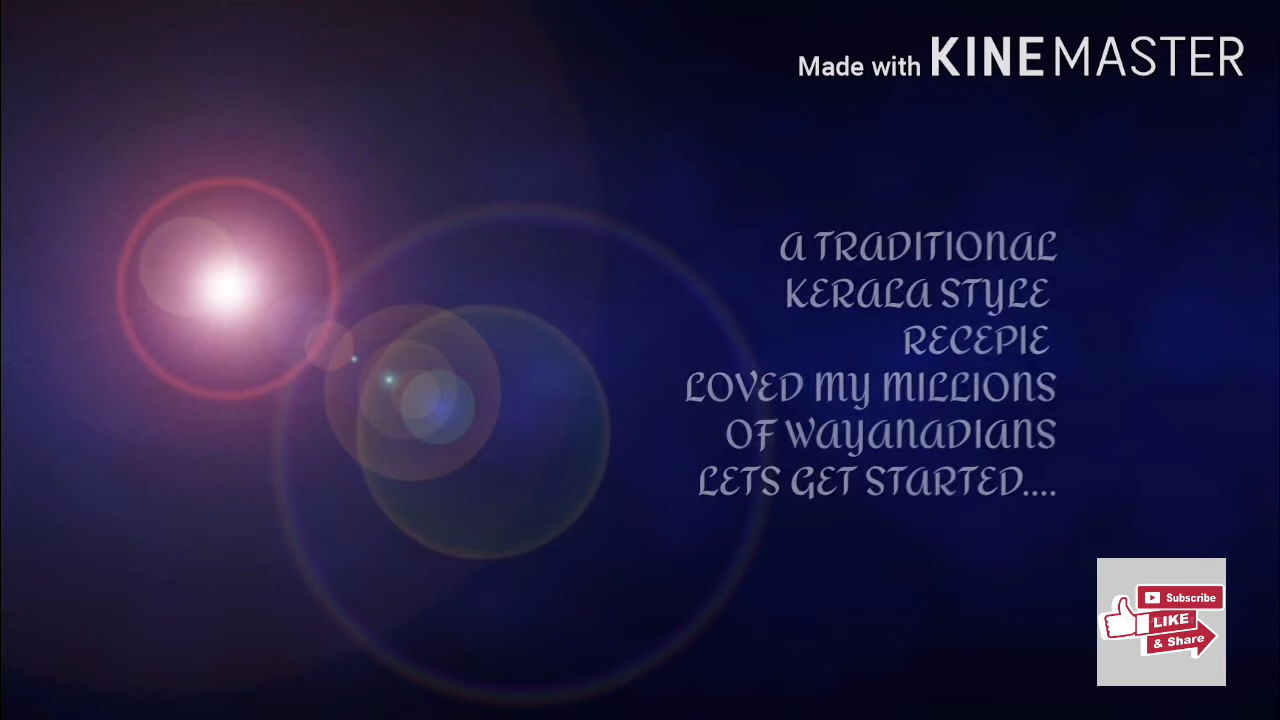 Made with KINEMASTER
A TRADITIONAL
KERALA STYLE
RECEPIE
LOVED MY MILLIONS
OF WAYANADIANS
LETS GET STARTED....
Subscribe
LIKE
& Share